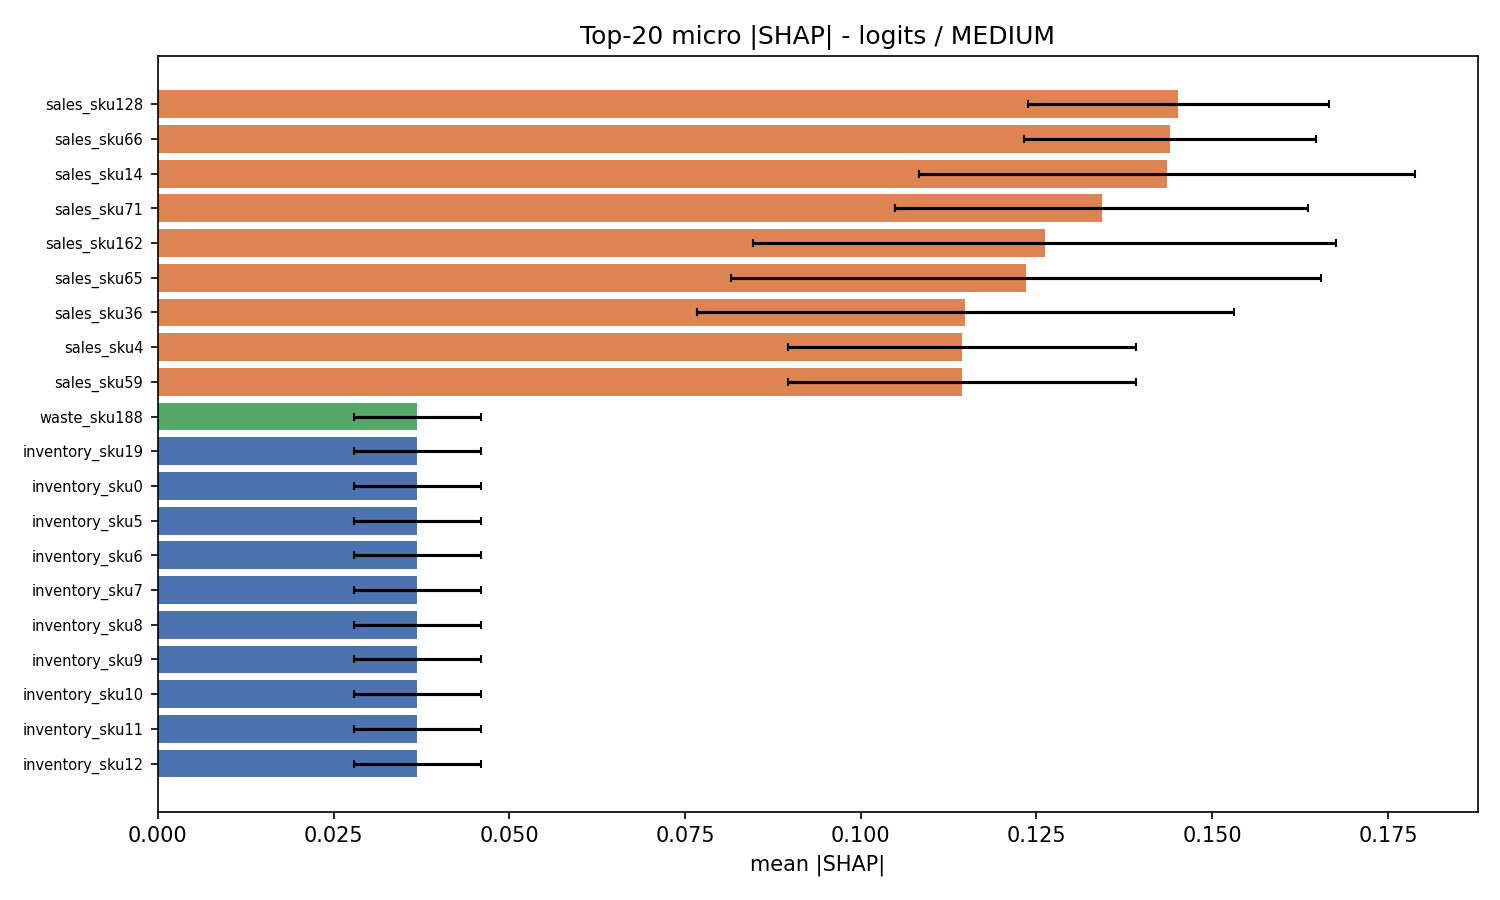 Top-20 micro |SHAP| - logits / MEDIUM
sales_sku128
sales_sku66
sales_sku14
sales_sku71
sales_sku162
sales_sku65
sales_sku36
sales_sku4
sales_sku59
waste_sku188
inventory_sku19
inventory_sku0
inventory_sku5
inventory_sku6
inventory_sku7
inventory_sku8
inventory_sku9
inventory_sku10
inventory_sku11
inventory_sku12
0.000 0.025 0.050 0.075 0.100 0.125 0.150 0.175
mean |SHAP|